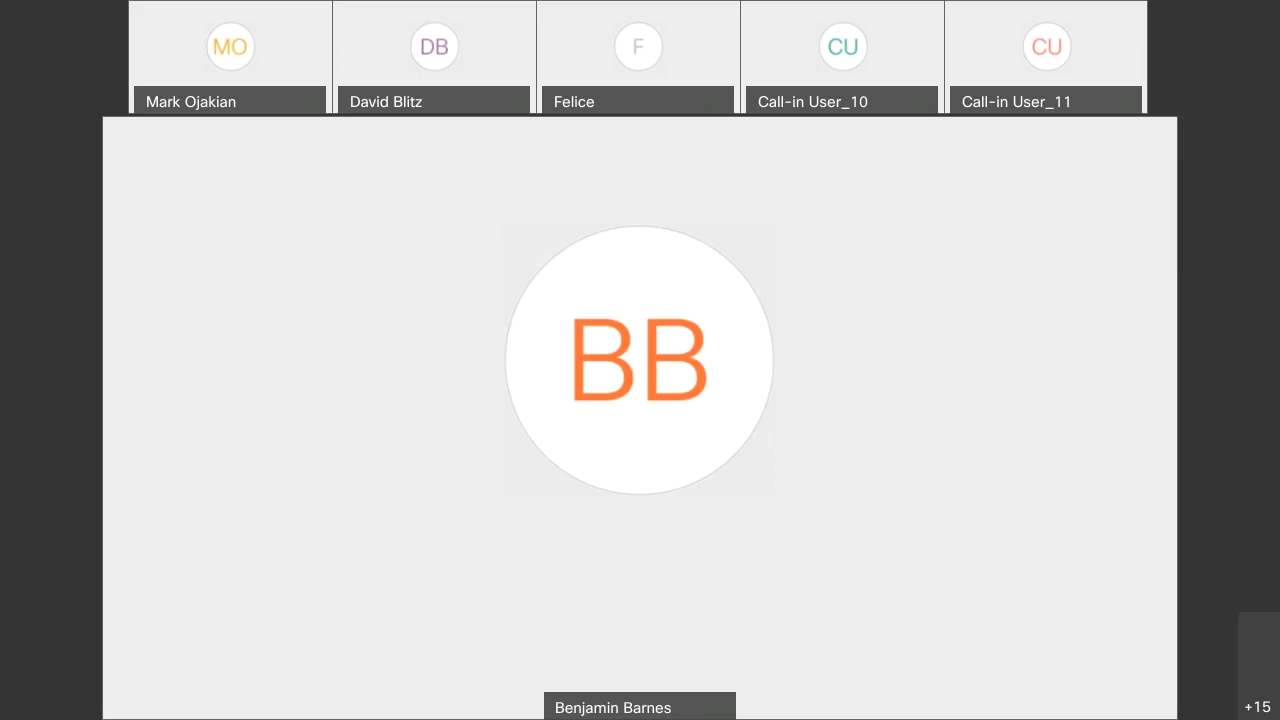 MO
DB
F
CU
CU
Mark Ojakian
David Blitz
Felice
Call-in User_10
Call-in User_11
BB
Benjamin Barnes
+15